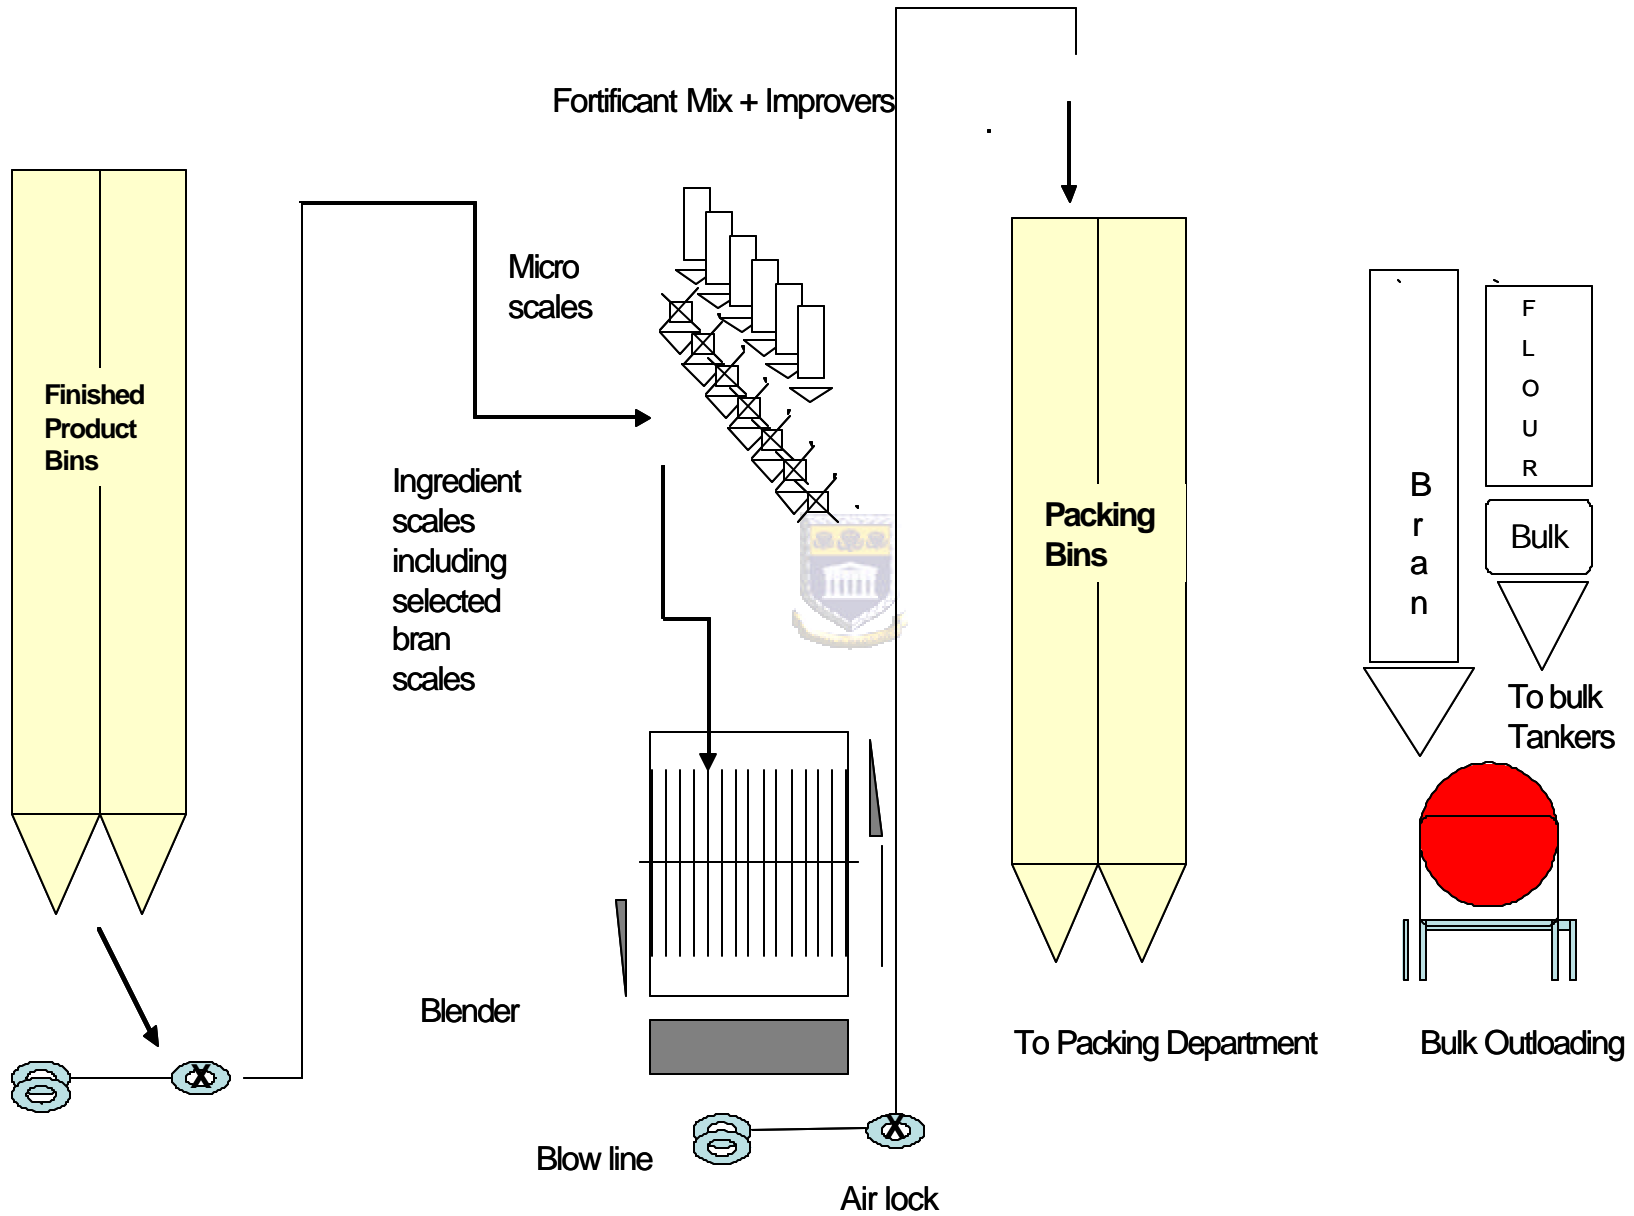 Fortificant Mix + Improvers
Micro
scales
Finished
Product
Bins
Ingredient
scales
including
selected
bran
scales
Packing
Bins
B
r
a
n
F
L
O
U
R
Bulk
To bulk
Tankers
Blender
To Packing Department
Bulk Outloading
X
X
Blow line
Air lock